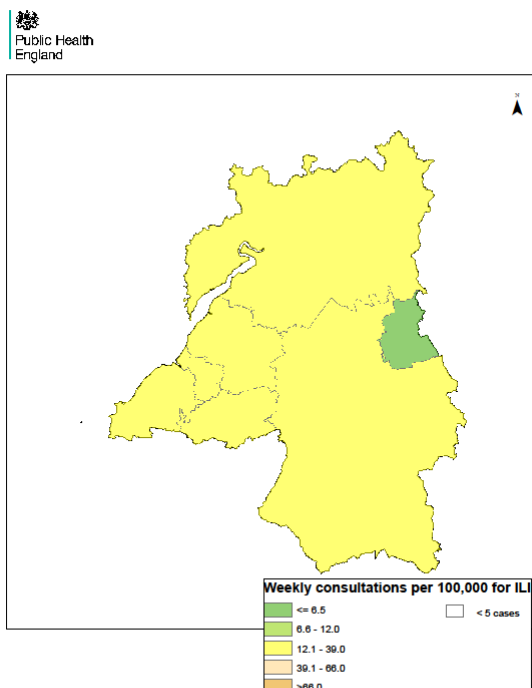 Public Health
England
N
Weekly consultations per 100,000 for ILI
<= 6.5
< 5 cases
6.6 - 12.0
12.1 - 39.0
39.1 - 66.0
>66.0